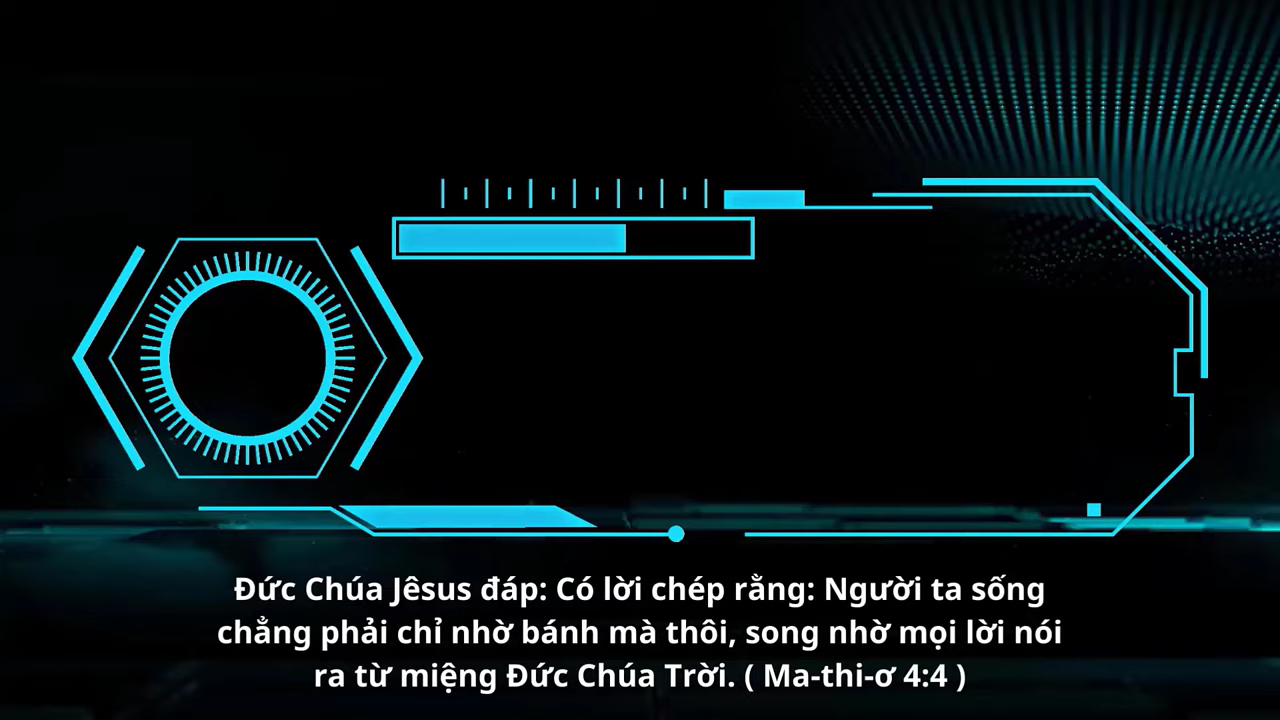 Đức Chúa Jêsus đáp: Có lời chép rằng: Người ta sống
chẳng phải chỉ nhờ bánh mà thôi, song nhờ mọi lời nói
ra từ miệng Đức Chúa Trời. ( Ma-thi-ơ 4:4 )